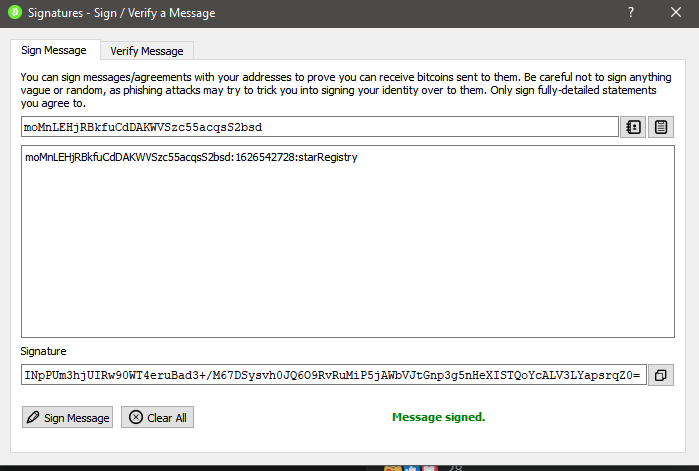 Signatures - Sign / Verify a Message
?
Sign Message
Verify Message
You can sign messages/agreements with your addresses to prove you can receive bitcoins sent to them. Be careful not to sign anything
vague or random, as phishing attacks may try to trick you into signing your identity over to them. Only sign fully-detailed statements
you agree to.
moMnLEHjRBkfuCdDAKWVSzc55acqsS2bsd
moMnLEHjRBkfuCdDAKWVSzc55acqsS2bsd:1626542728:starRegistry
Signature
INpPUm3hjUIRw90WT4eruBad3+/M67DSysvh0JQ6O9RvRuMiP5jAWbVJtGnp3g5nHeXISTQoYcALV3LYapsrqZ0=
Sign Message
Clear All
Message signed.